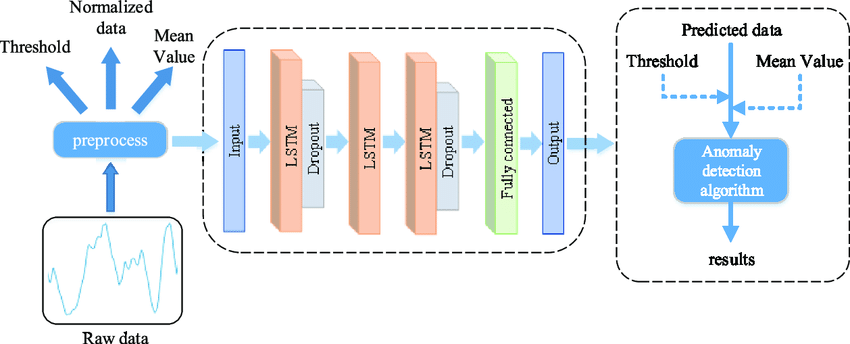 Normalized
data
Threshold
Mean
Value
preprocess
Raw data
Input
LSTM
Dropout
LSTM
LSTM
Dropout
Fully connected
Output
Predicted data
Threshold
Mean Value
Anomaly
detection
algorithm
results